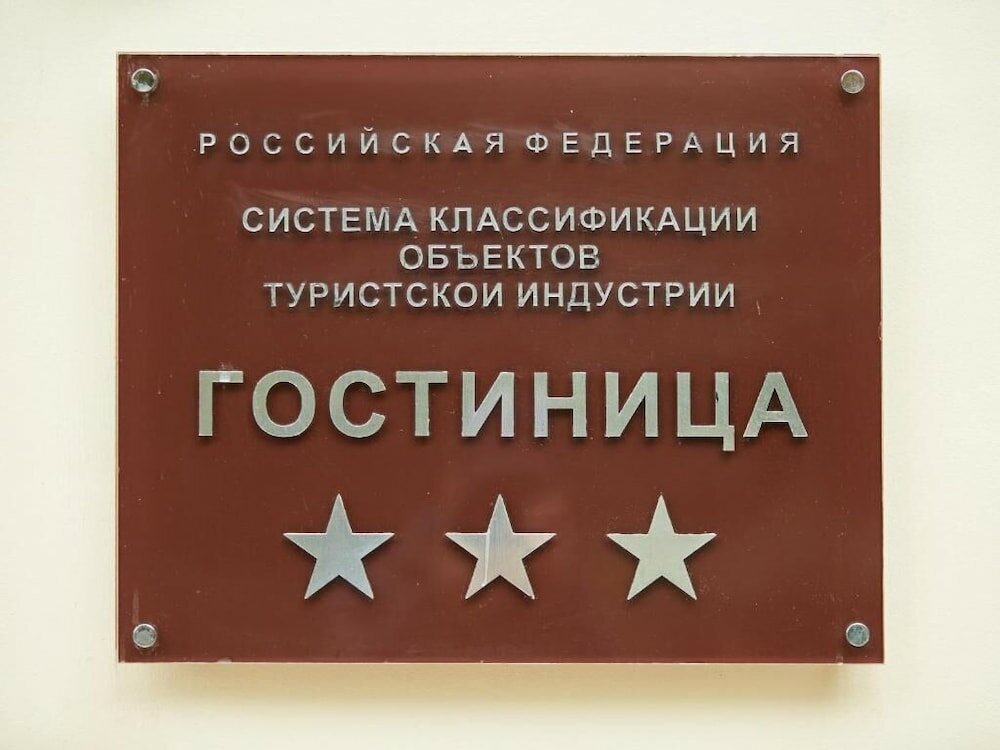 РОССИЙСКАЯ ФЕДЕРАЦИЯ
СИСТЕМА КЛАССИФИКАЦИИ
ОБЪЕКТОВ
ТУРИСТСКОИ ИНДУСТРИИ
ГОСТИНИЦА